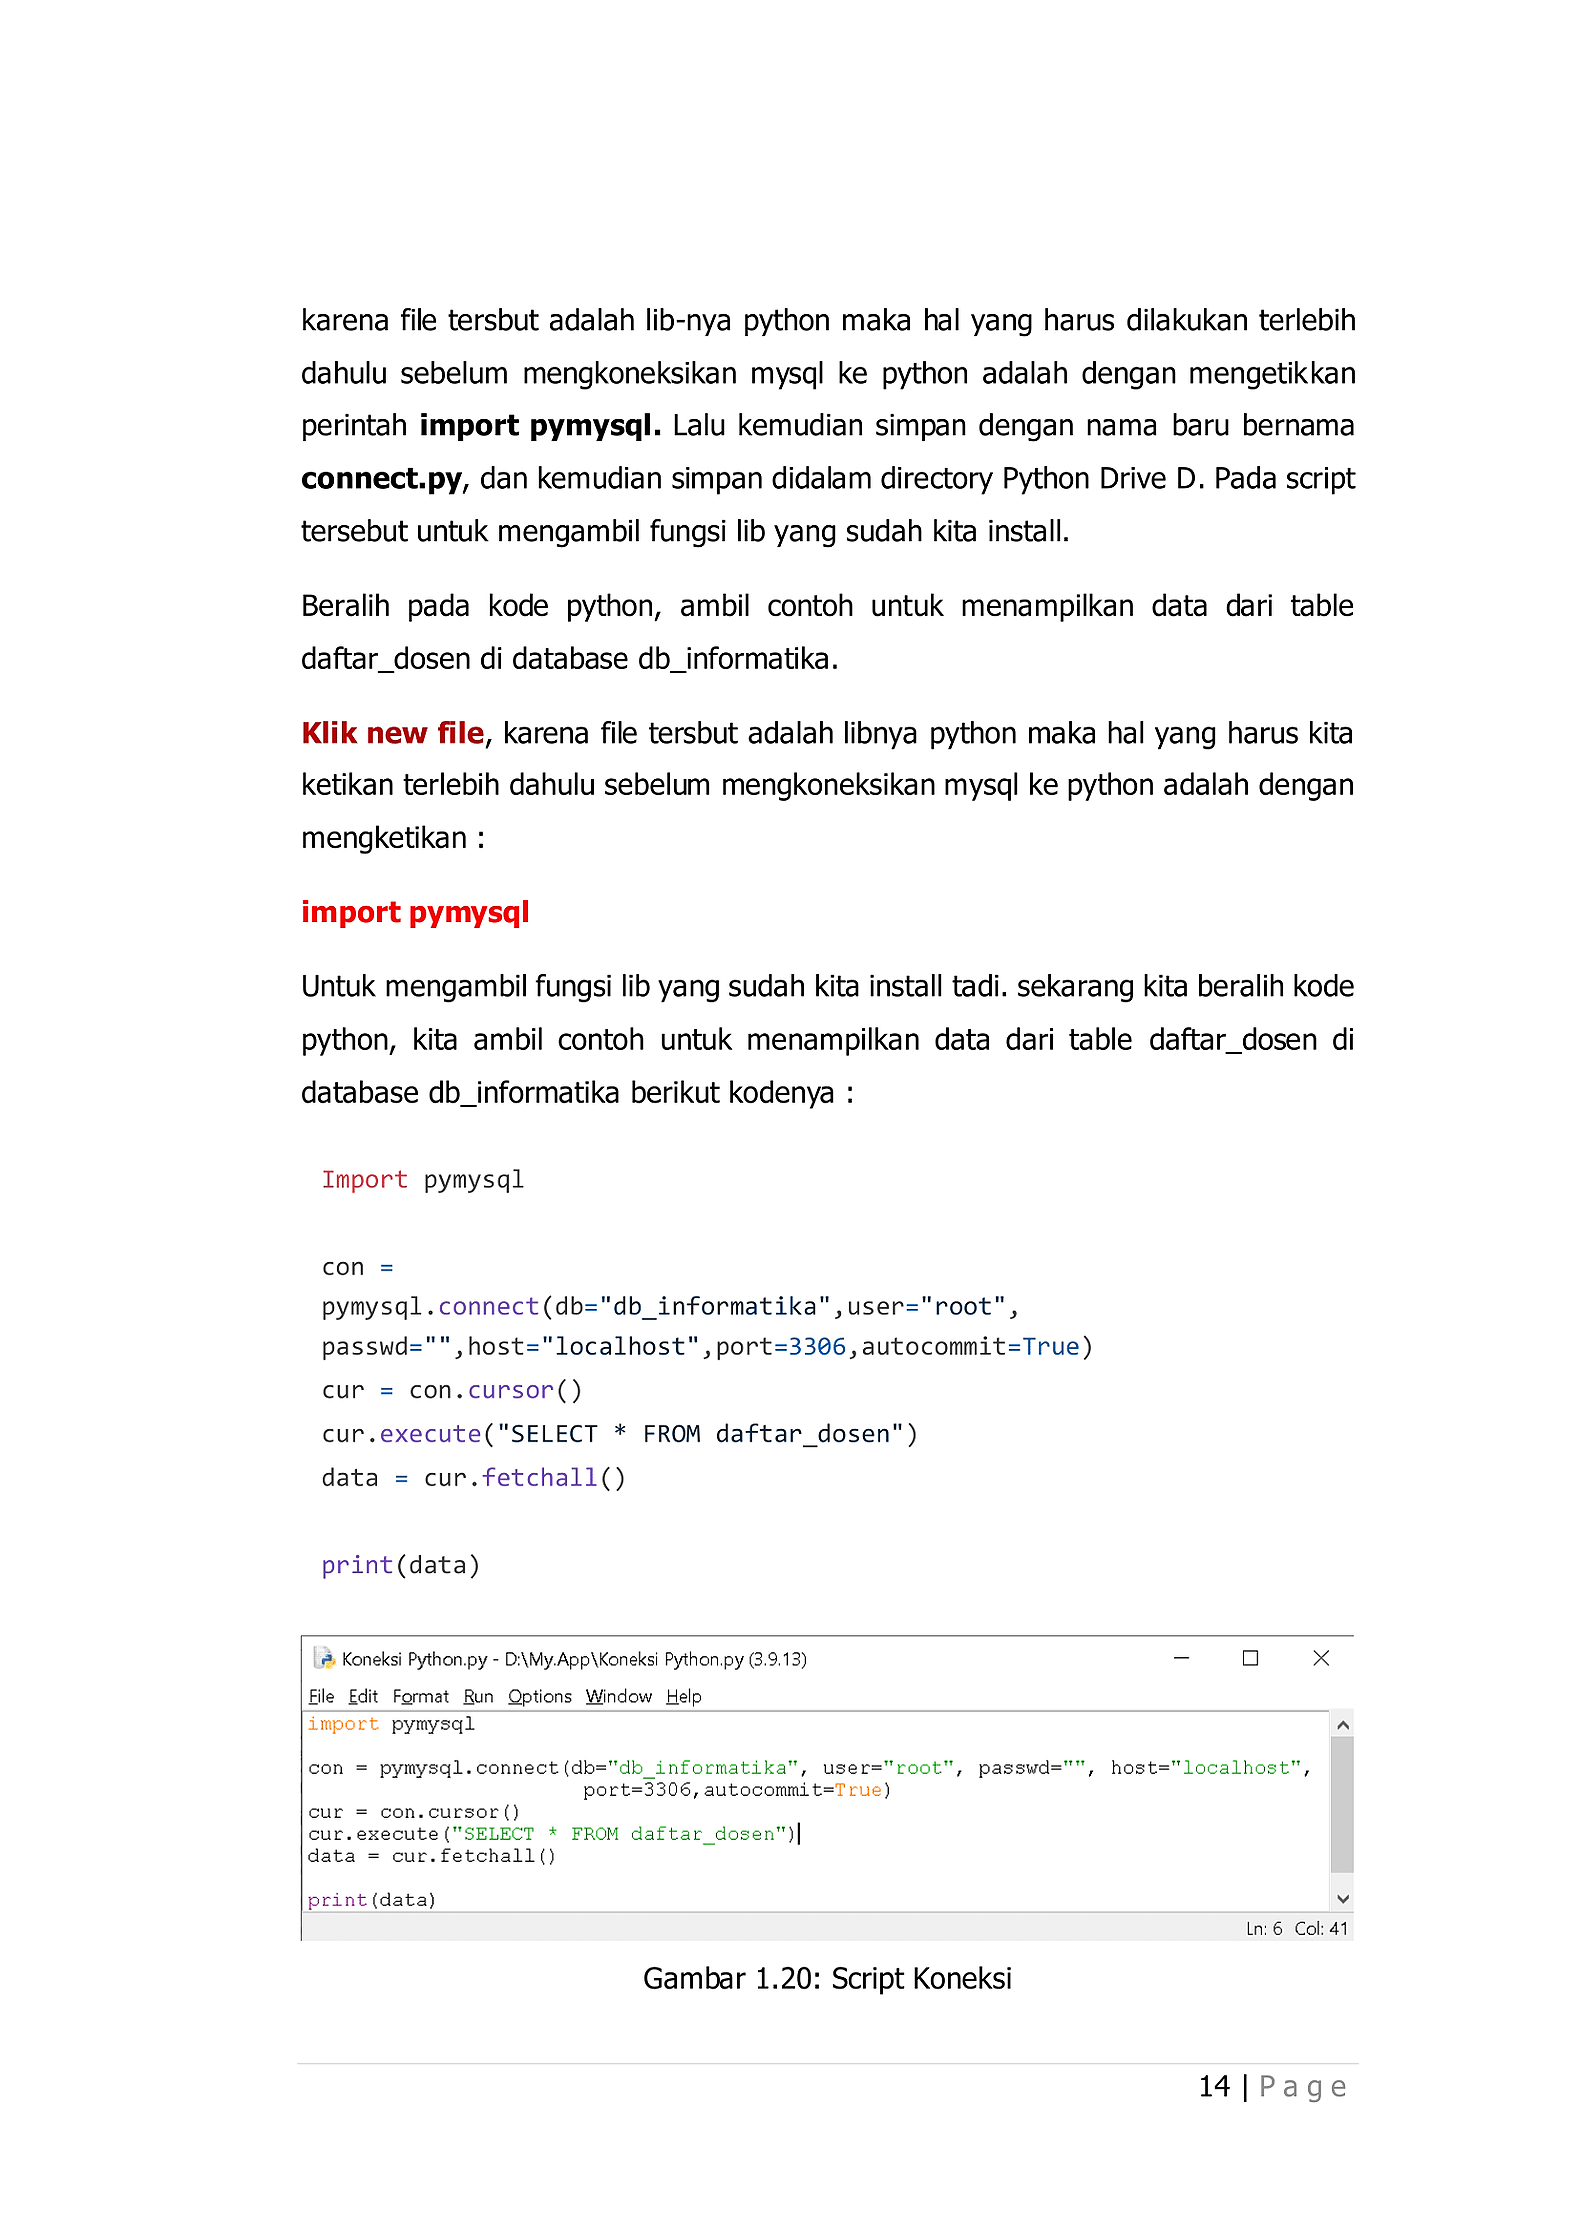 karena file tersbut adalah lib-nya python maka hal yang harus dilakukan terlebih
dahulu sebelum mengkoneksikan mysql ke python adalah dengan mengetikkan
perintah import pymysql. Lalu kemudian simpan dengan nama baru bernama
connect.py, dan kemudian simpan didalam directory Python Drive D. Pada script
tersebut untuk mengambil fungsi lib yang sudah kita install.
Beralih pada kode python, ambil contoh untuk menampilkan data dari table
daftar_dosen di database db_informatika.
Klik new file, karena file tersbut adalah libnya python maka hal yang harus kita
ketikan terlebih dahulu sebelum mengkoneksikan mysql ke python adalah dengan
mengketikan :
import pymysql
Untuk mengambil fungsi lib yang sudah kita install tadi. sekarang kita beralih kode
python, kita ambil contoh untuk menampilkan data dari table daftar_dosen di
database db_informatika berikut kodenya :
Import pymysql
con =
pymysql.connect(db="db_informatika",user="root",
passwd="",host="localhost",port=3306,autocommit=True)
cur = con.cursor()
cur.execute("SELECT * FROM daftar_dosen")
data = cur.fetchall()
print(data)
Koneksi Python.py - D:\My.App\Koneksi Python.py (3.9.13)
File Edit Format Run Options Window Help
import pymysql
con = pymysql.connect(db="db_informatika", user="root", passwd="", host="localhost",
port=3306,autocommit=True)
cur = con.cursor()
cur.execute("SELECT * FROM daftar_dosen")
data = cur.fetchall()
print(data)
Ln: 6 Col: 41
Gambar 1.20: Script Koneksi
14 | Page